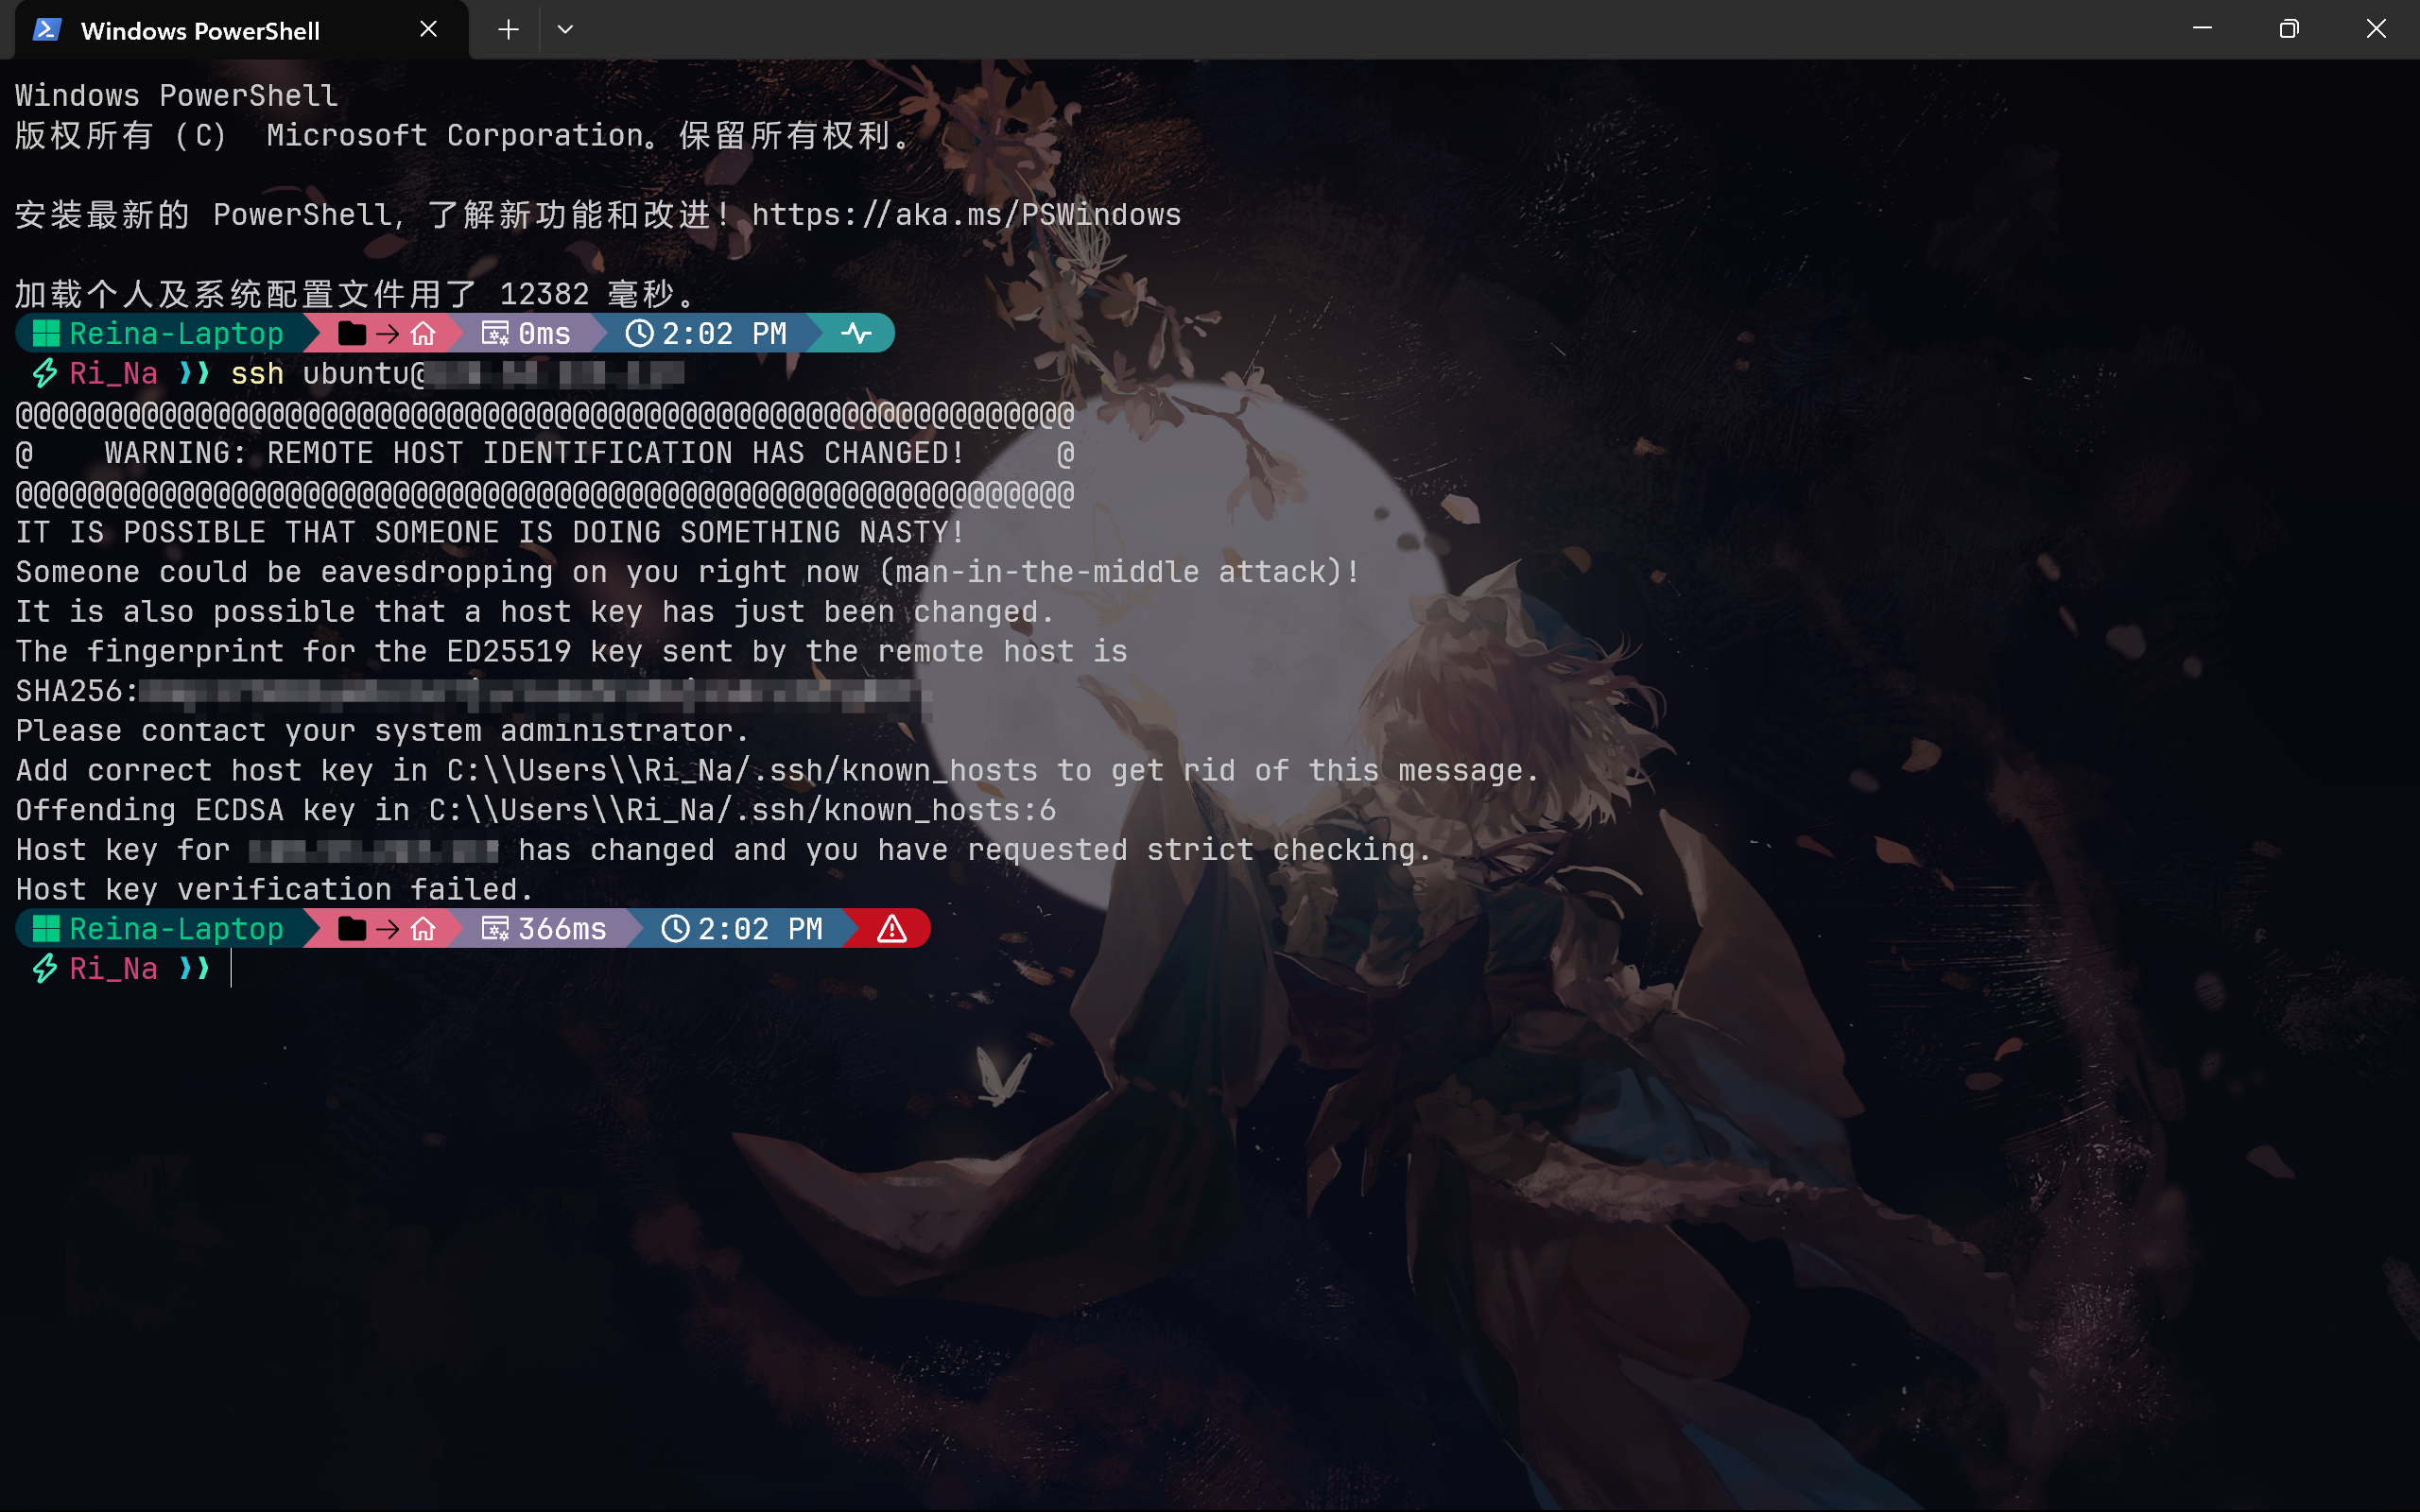 Windows PowerShell
Windows PowerShell
版权所有 (C)  Microsoft Corporation。保留所有权利。
安装最新的 PowerShell，了解新功能和改进！https://aka.ms/PSWindows
加载个人及系统配置文件用了 12382 毫秒。
Reina-Laptop 0ms 2:02 PM
Ri_Na ❯❯ ssh ubuntu@
@@@@@@@@@@@@@@@@@@@@@@@@@@@@@@@@@@@@@@@@@@@@@@@@@@@@@@@@@@@
@    WARNING: REMOTE HOST IDENTIFICATION HAS CHANGED!     @
@@@@@@@@@@@@@@@@@@@@@@@@@@@@@@@@@@@@@@@@@@@@@@@@@@@@@@@@@@@
IT IS POSSIBLE THAT SOMEONE IS DOING SOMETHING NASTY!
Someone could be eavesdropping on you right now (man-in-the-middle attack)!
It is also possible that a host key has just been changed.
The fingerprint for the ED25519 key sent by the remote host is
SHA256:
Please contact your system administrator.
Add correct host key in C:\\Users\\Ri_Na/.ssh/known_hosts to get rid of this message.
Offending ECDSA key in C:\\Users\\Ri_Na/.ssh/known_hosts:6
Host key for has changed and you have requested strict checking.
Host key verification failed.
Reina-Laptop 366ms 2:02 PM
Ri_Na ❯❯